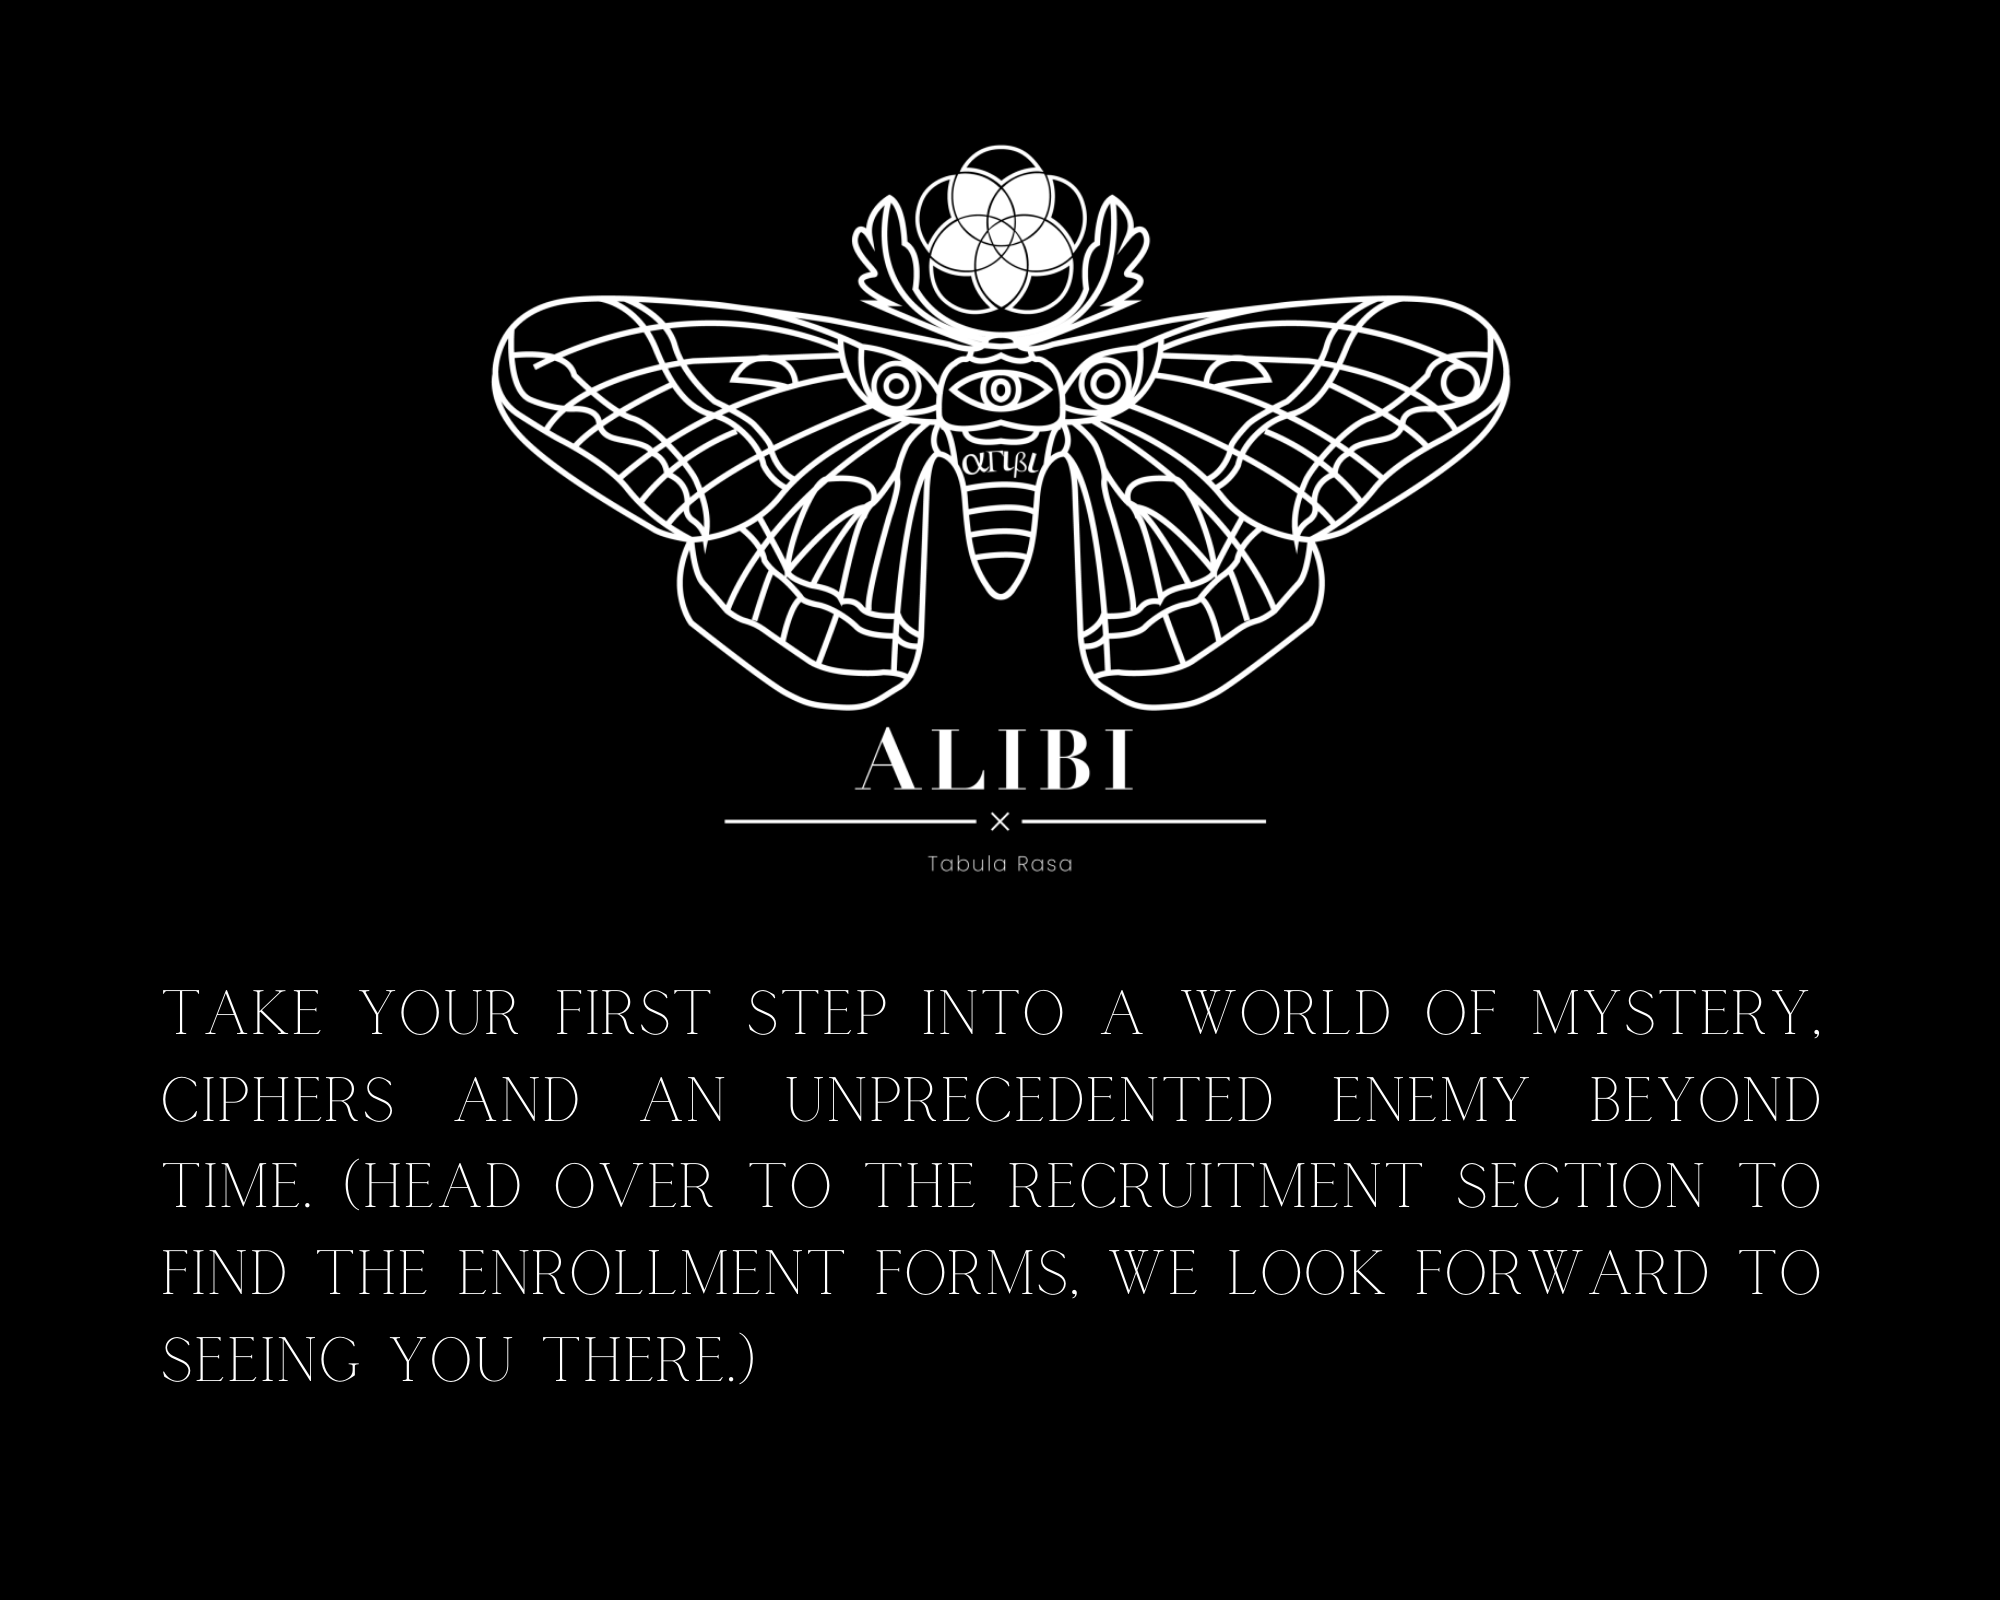 αΓιβι
ALIBI
×
Tabula Rasa
TAKE YOUR FIRST STEP INTO A WORLD OF MYSTERY,
CIPHERS AND AN UNPRECEDENTED ENEMY BEYOND
TIME. (HEAD OVER TO THE RECRUITMENT SECTION TO
FIND THE ENROLLMENT FORMS, WE LOOK FORWARD TO
SEEING YOU THERE.)